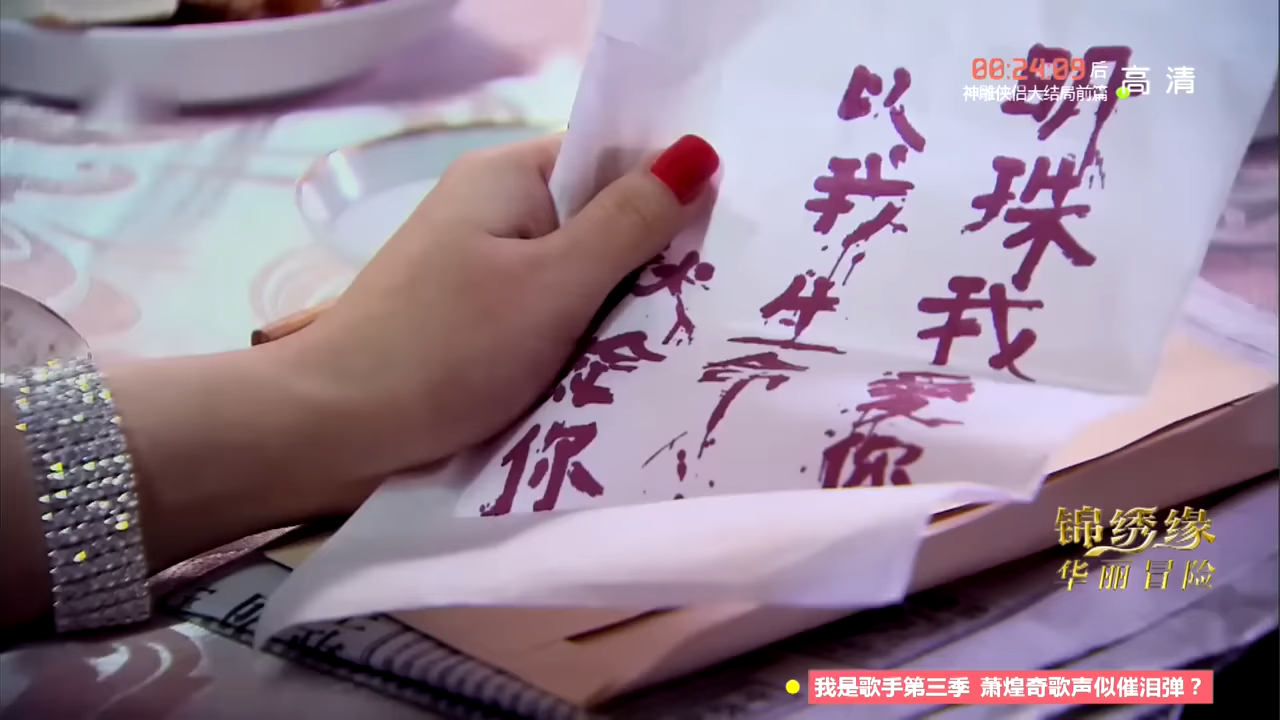 00:24:09后
神雕侠侣大结局前篇
高清
明珠我爱你
以我生命
求爱你
锦绣缘
华丽冒险
我是歌手第三季 萧煌奇歌声似催泪弹？